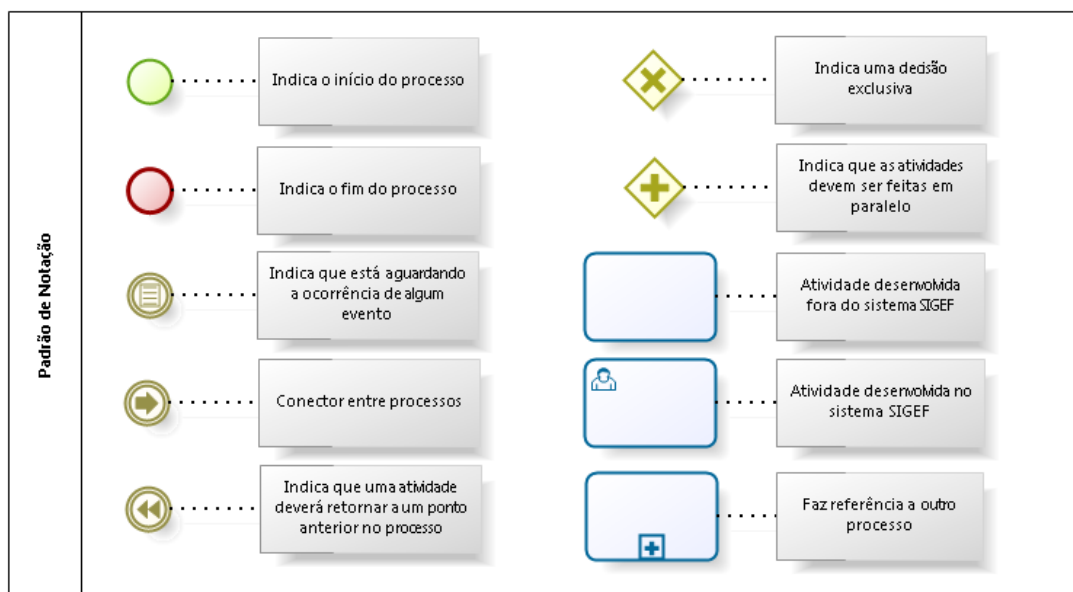 Padrão de Notação
Indica o início do processo
Indica o fim do processo
Indica que está aguardando
a ocorrência de algum
evento
Conector entre processos
Indica que uma atividade
deverá retornar a um ponto
anterior no processo
Indica uma decisão
exclusiva
Indica que as atividades
devem ser feitas em
paralelo
Atividade desenvolvida
fora do sistema SIGEF
Atividade desenvolvida no
sistema SIGEF
Faz referência a outro
processo